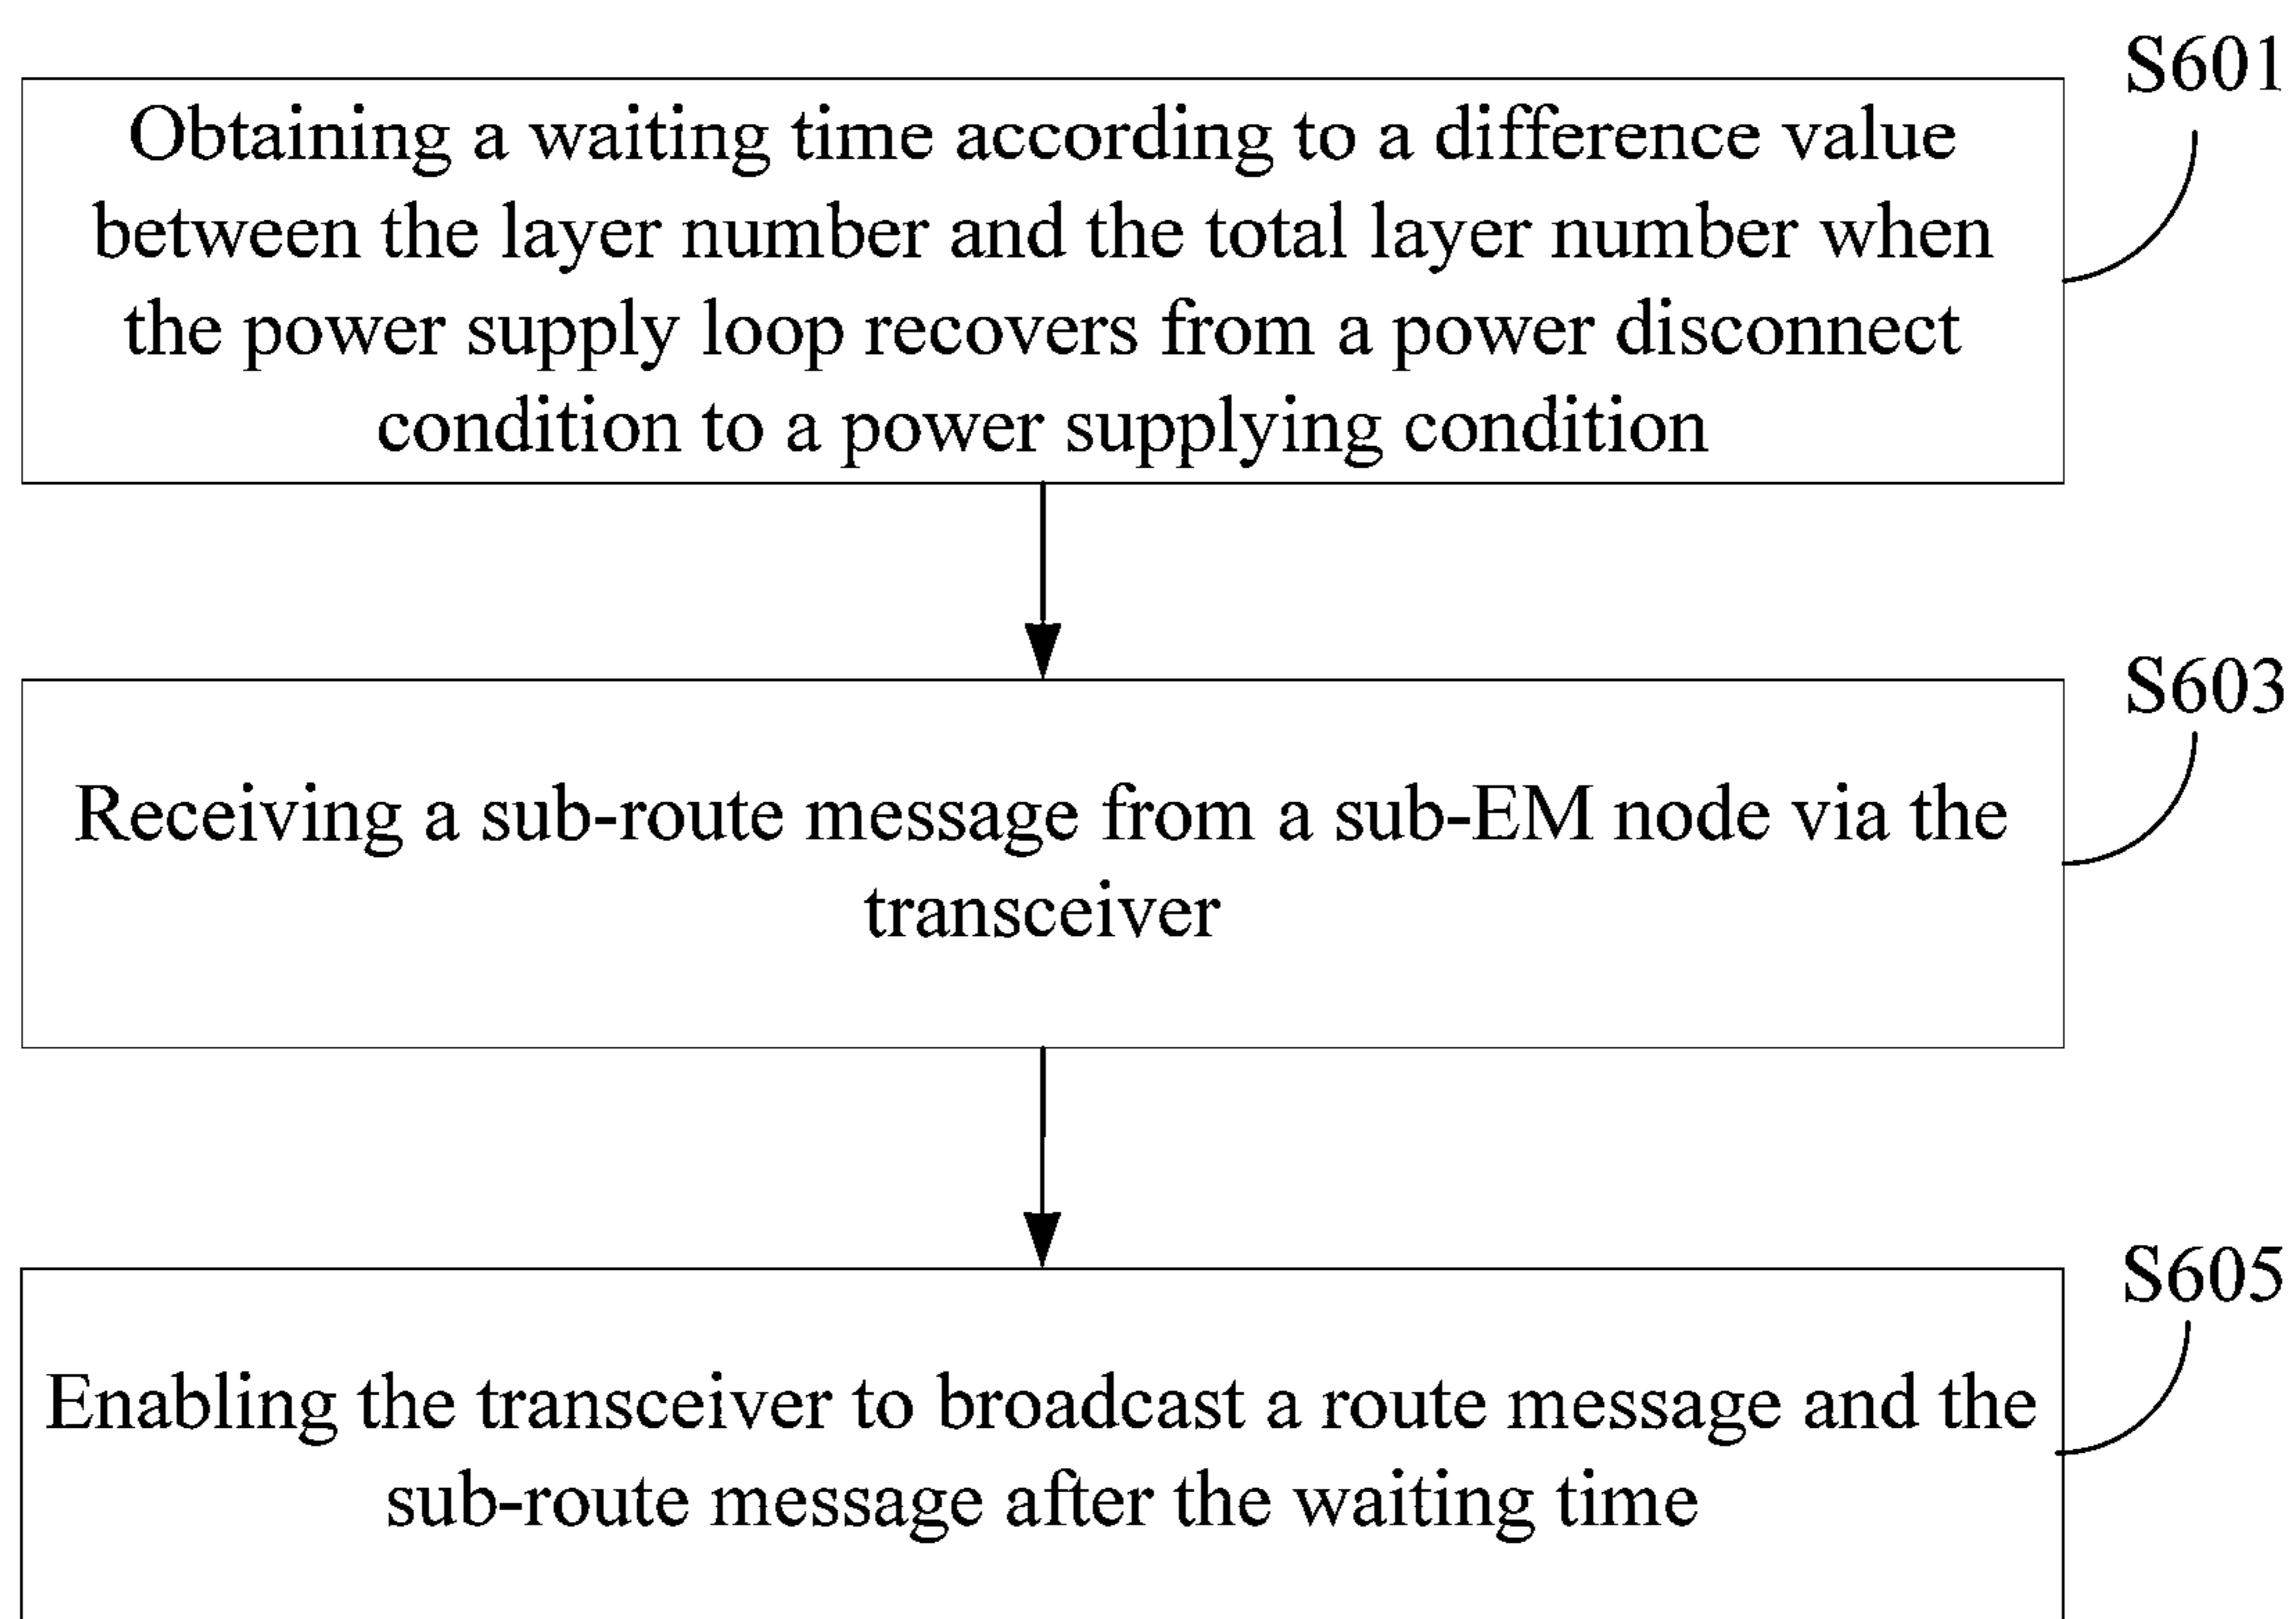 S601
Obtaining a waiting time according to a difference value
between the layer number and the total layer number when
the power supply loop recovers from a power disconnect
condition to a power supplying condition
S603
Receiving a sub-route message from a sub-EM node via the
transceiver
S605
Enabling the transceiver to broadcast a route message and the
sub-route message after the waiting time